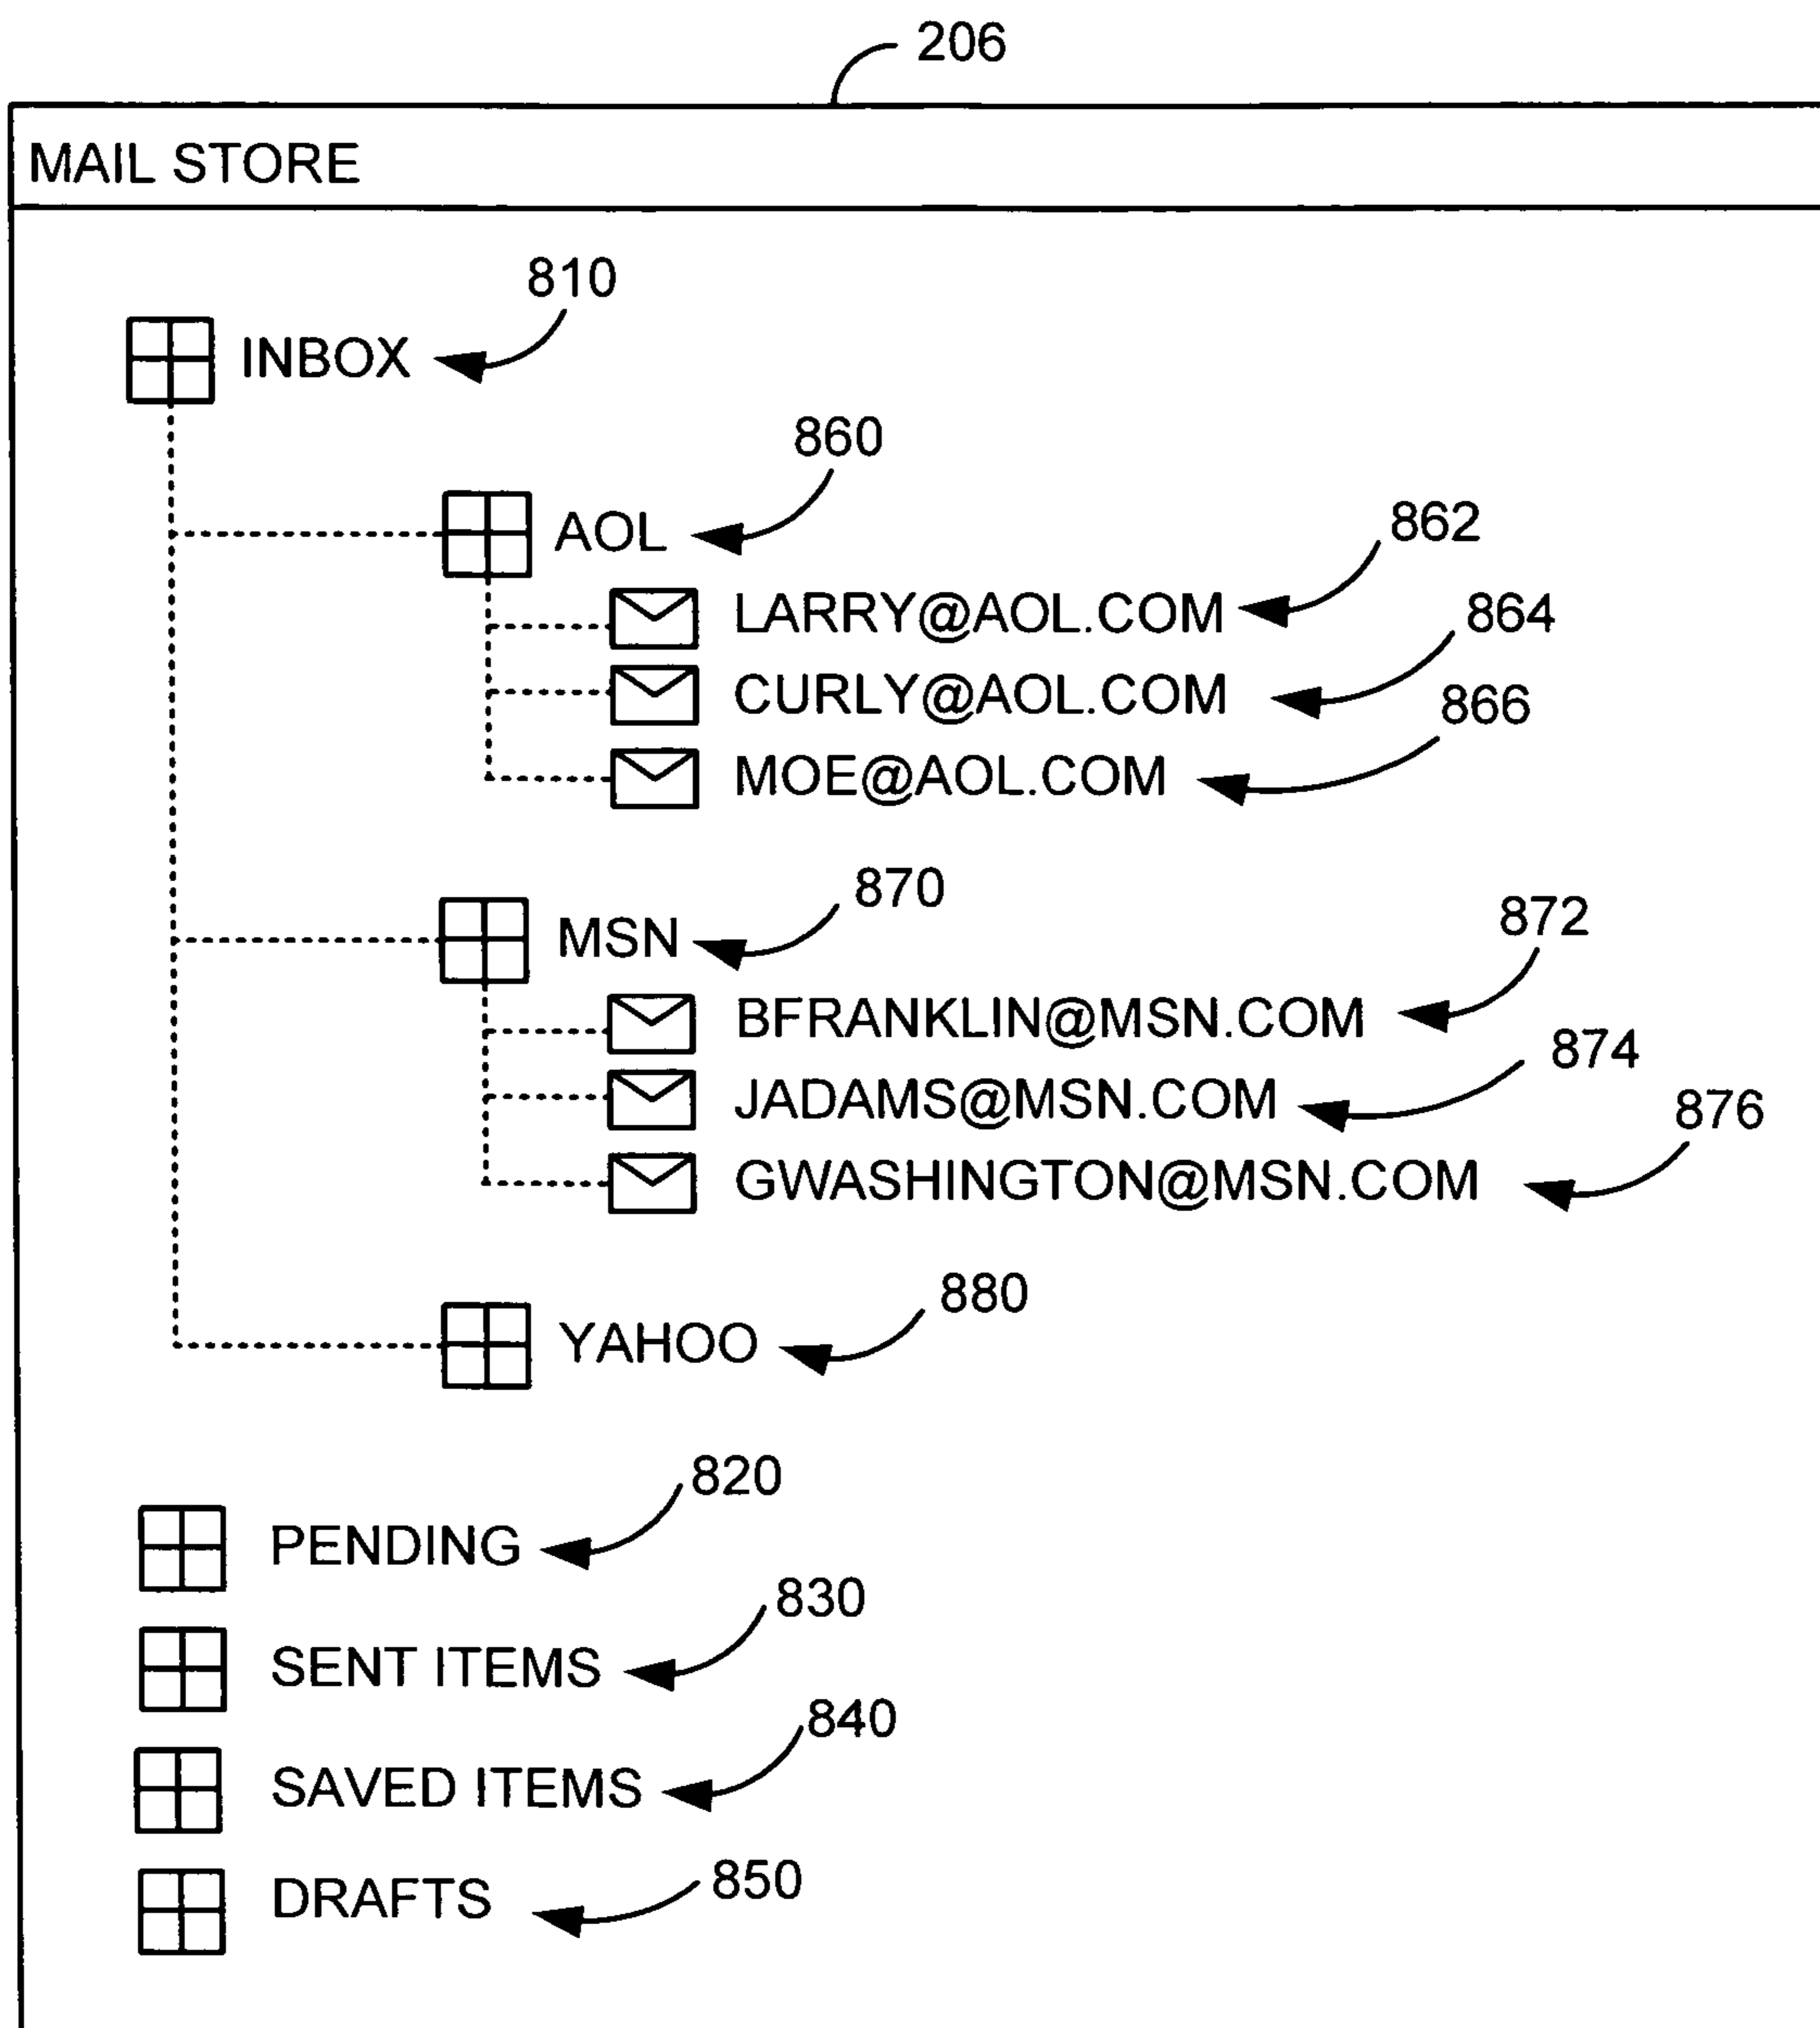 206
MAIL STORE
810
INBOX
860
AOL
862
LARRY@AOL.COM
864
CURLY@AOL.COM
866
MOE@AOL.COM
870
MSN
872
BFRANKLIN@MSN.COM
874
JADAMS@MSN.COM
876
GWASHINGTON@MSN.COM
880
YAHOO
820
PENDING
830
SENT ITEMS
840
SAVED ITEMS
850
DRAFTS